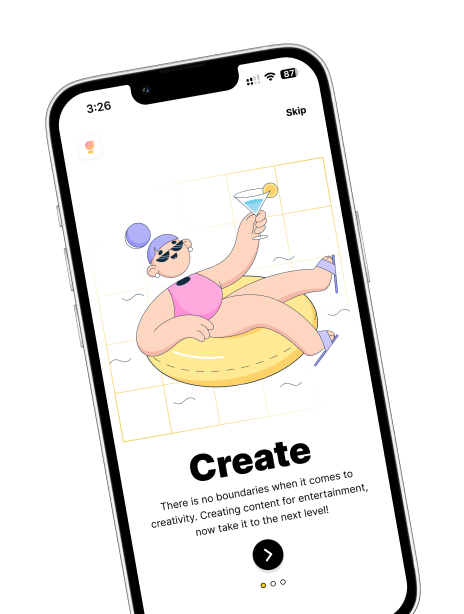 3:26
87
Skip
Create
There is no boundaries when it comes to
creativity. Creating content for entertainment,
now take it to the next level!